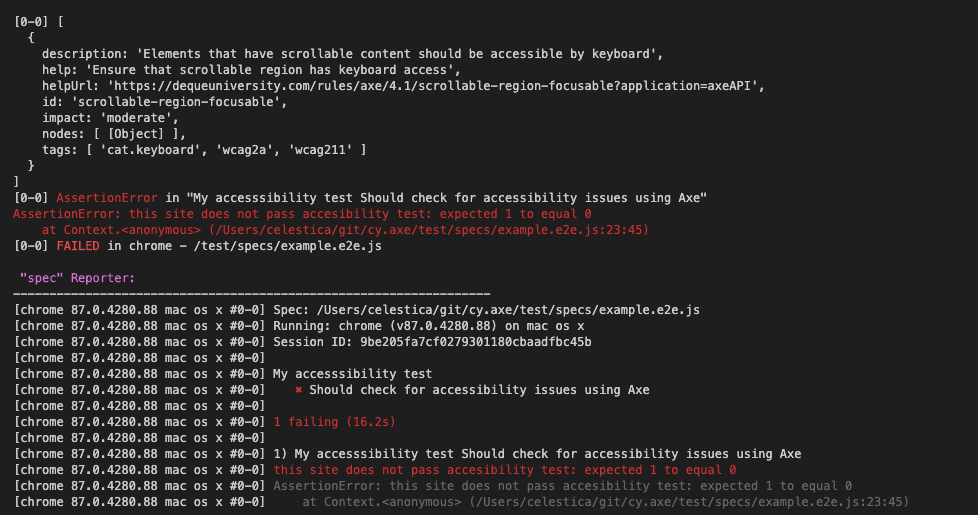 [0-0] [
  {
    description: 'Elements that have scrollable content should be accessible by keyboard',
    help: 'Ensure that scrollable region has keyboard access',
    helpUrl: 'https://dequeuniversity.com/rules/axe/4.1/scrollable-region-focusable?application=axeAPI',
    id: 'scrollable-region-focusable',
    impact: 'moderate',
    nodes: [ [Object] ],
    tags: [ 'cat.keyboard', 'wcag2a', 'wcag211' ]
  }
]
[0-0] AssertionError in "My accesssibility test Should check for accessibility issues using Axe"
AssertionError: this site does not pass accesibility test: expected 1 to equal 0
    at Context.<anonymous> (/Users/celestica/git/cy.axe/test/specs/example.e2e.js:23:45)
[0-0] FAILED in chrome - /test/specs/example.e2e.js

 "spec" Reporter:
------------------------------------------------------------------
[chrome 87.0.4280.88 mac os x #0-0] Spec: /Users/celestica/git/cy.axe/test/specs/example.e2e.js
[chrome 87.0.4280.88 mac os x #0-0] Running: chrome (v87.0.4280.88) on mac os x
[chrome 87.0.4280.88 mac os x #0-0] Session ID: 9be205fa7cf0279301180cbaadfbc45b
[chrome 87.0.4280.88 mac os x #0-0]
[chrome 87.0.4280.88 mac os x #0-0] My accesssibility test
[chrome 87.0.4280.88 mac os x #0-0]    ✖ Should check for accessibility issues using Axe
[chrome 87.0.4280.88 mac os x #0-0]
[chrome 87.0.4280.88 mac os x #0-0] 1 failing (16.2s)
[chrome 87.0.4280.88 mac os x #0-0]
[chrome 87.0.4280.88 mac os x #0-0] 1) My accesssibility test Should check for accessibility issues using Axe
[chrome 87.0.4280.88 mac os x #0-0] this site does not pass accesibility test: expected 1 to equal 0
[chrome 87.0.4280.88 mac os x #0-0] AssertionError: this site does not pass accesibility test: expected 1 to equal 0
[chrome 87.0.4280.88 mac os x #0-0]     at Context.<anonymous> (/Users/celestica/git/cy.axe/test/specs/example.e2e.js:23:45)